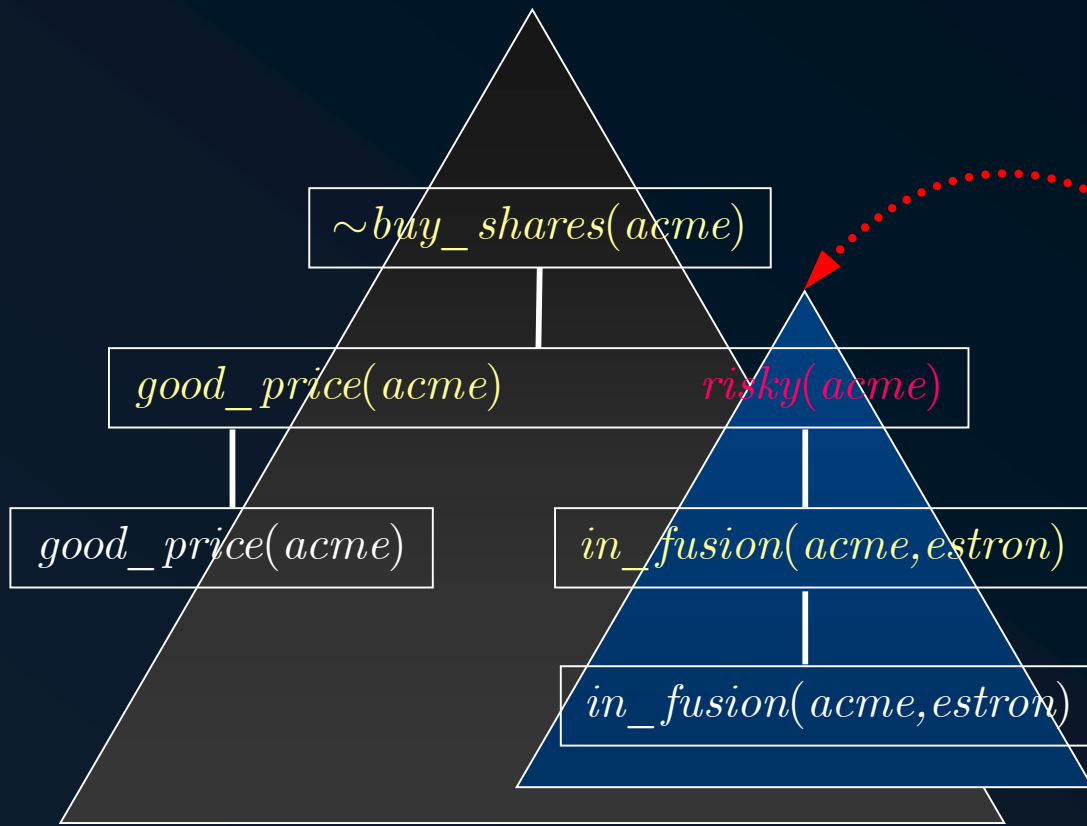 ~buy_shares(acme)
good_price(acme) risky(acme)
good_price(acme) in_fusion(acme,estron)
in_fusion(acme,estron)